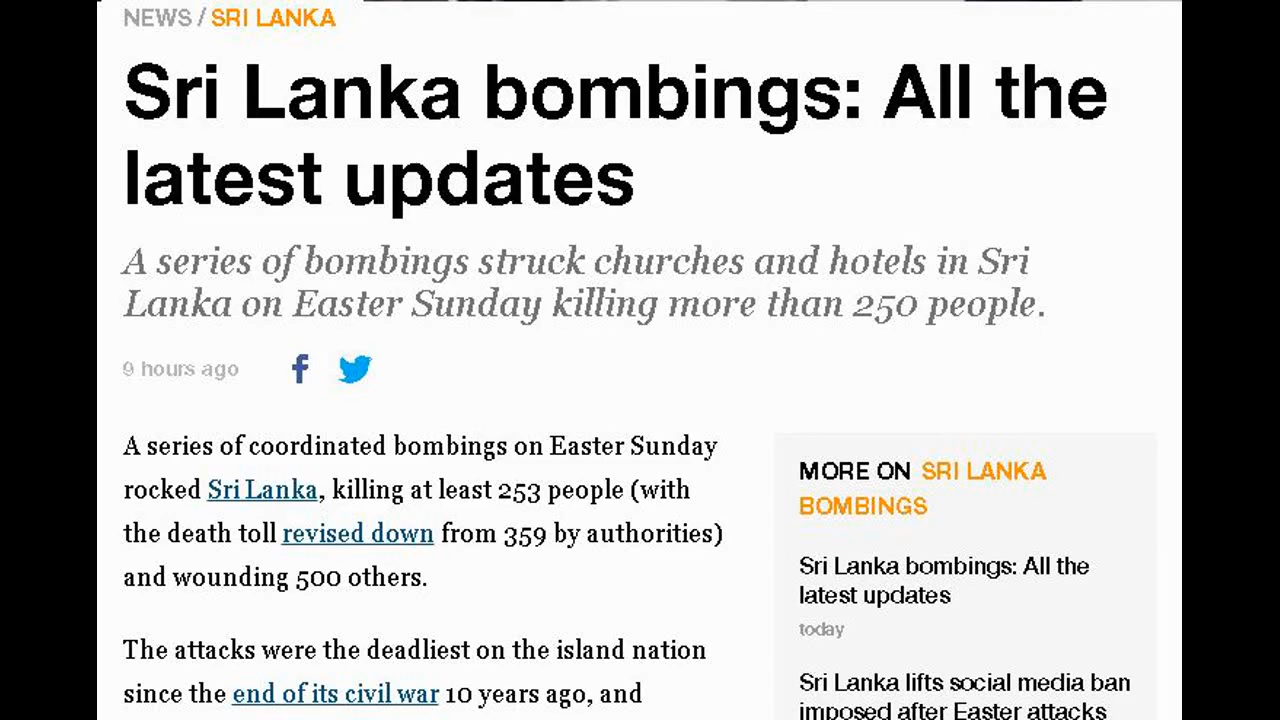 NEWS / SRI LANKA
Sri Lanka bombings: All the
latest updates
A series of bombings struck churches and hotels in Sri
Lanka on Easter Sunday killing more than 250 people.
9 hours ago
A series of coordinated bombings on Easter Sunday
rocked Sri Lanka, killing at least 253 people (with
the death toll revised down from 359 by authorities)
and wounding 500 others.
The attacks were the deadliest on the island nation
since the end of its civil war 10 years ago, and
MORE ON SRI LANKA
BOMBINGS
Sri Lanka bombings: All the
latest updates
today
Sri Lanka lifts social media ban
imposed after Easter attacks